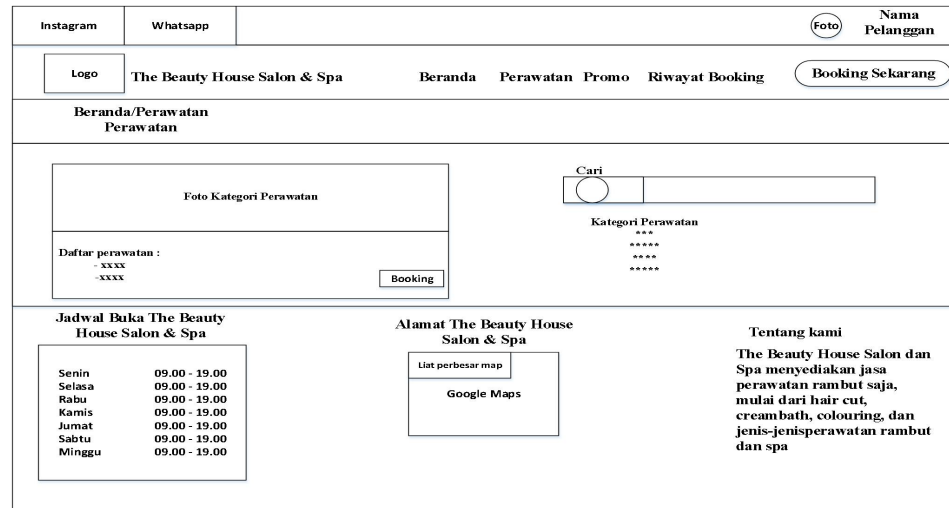 Instagram
Whatsapp
Foto
Nama
Pelanggan
Logo
The Beauty House Salon & Spa
Beranda
Perawatan
Promo
Riwayat Booking
Booking Sekarang
Beranda/Perawatan
Perawatan
Foto Kategori Perawatan
Daftar perawatan :
- xxxx
-xxxx
Booking
Cari
Kategori Perawatan
***
*****
****
*****
Jadwal Buka The Beauty
House Salon & Spa
Senin 09.00 - 19.00
Selasa 09.00 - 19.00
Rabu 09.00 - 19.00
Kamis 09.00 - 19.00
Jumat 09.00 - 19.00
Sabtu 09.00 - 19.00
Minggu 09.00 - 19.00
Alamat The Beauty House
Salon & Spa
Liat perbesar map
Google Maps
Tentang kami
The Beauty House Salon dan
Spa menyediakan jasa
perawatan rambut saja,
mulai dari hair cut,
creambath, colouring, dan
jenis-jenisperawatan rambut
dan spa